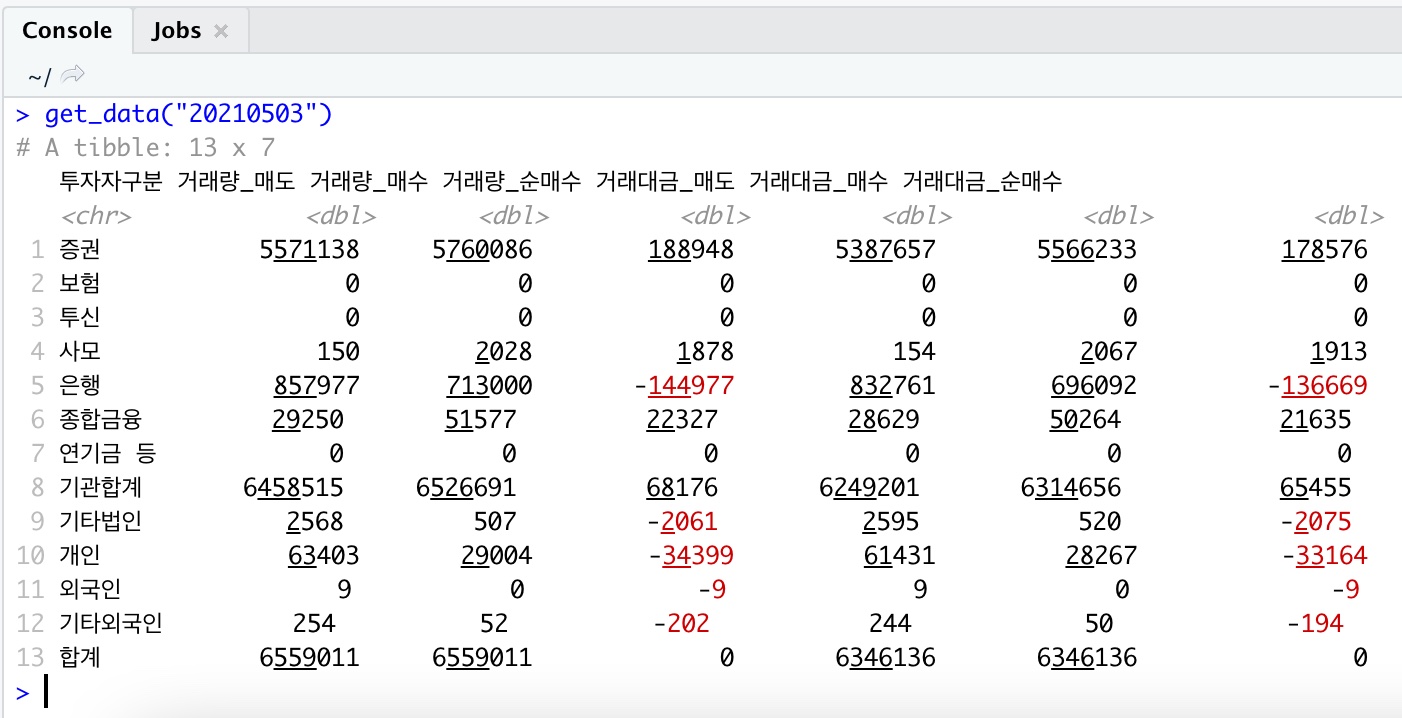 Console Jobs ×
~/
> get_data("20210503")
# A tibble: 13 x 7
투자자구분 거래량_매도 거래량_매수 거래량_순매수 거래대금_매도 거래대금_매수 거래대금_순매수
<chr> <dbl> <dbl> <dbl> <dbl> <dbl> <dbl>
1 증권 5571138 5760086 188948 5387657 5566233 178576
2 보험 0 0 0 0 0 0
3 투신 0 0 0 0 0 0
4 사모 150 2028 1878 154 2067 1913
5 은행 857977 713000 -144977 832761 696092 -136669
6 종합금융 29250 51577 22327 28629 50264 21635
7 연기금 등 0 0 0 0 0 0
8 기관합계 6458515 6526691 68176 6249201 6314656 65455
9 기타법인 2568 507 -2061 2595 520 -2075
10 개인 63403 29004 -34399 61431 28267 -33164
11 외국인 9 0 -9 9 0 -9
12 기타외국인 254 52 -202 244 50 -194
13 합계 6559011 6559011 0 6346136 6346136 0
>